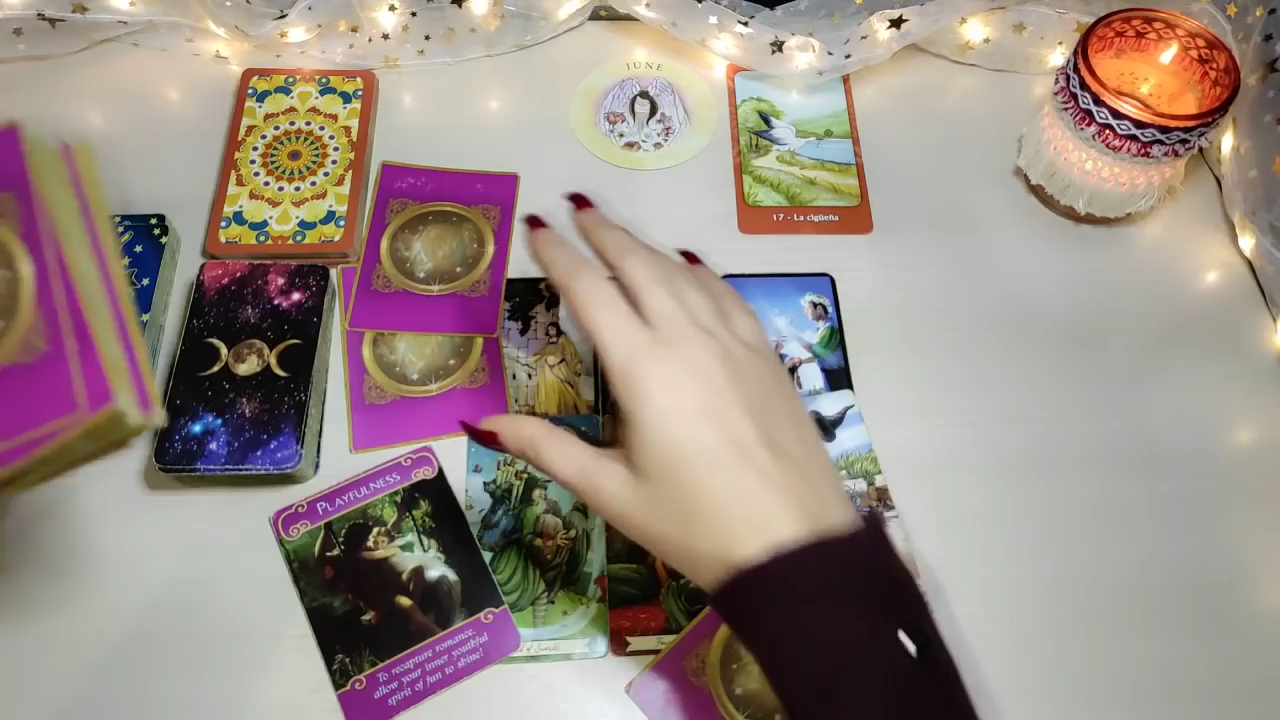 JUNE
17 - La cigüeña
PLAYFULNESS
To recapture romance,
allow your inner youthful
spirit of fun to shine!